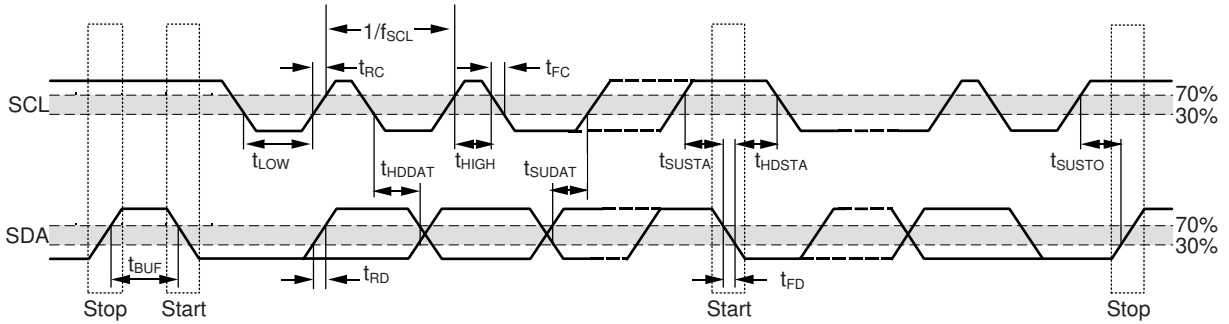 1/fSCL
tRC
tFC
SCL
70%
30%
tLOW
tHDDAT
tHIGH
tSUDAT
tSUSTA
tHDSTA
tSUSTO
SDA
70%
30%
tBUF
tRD
tFD
Stop
Start
Start
Stop